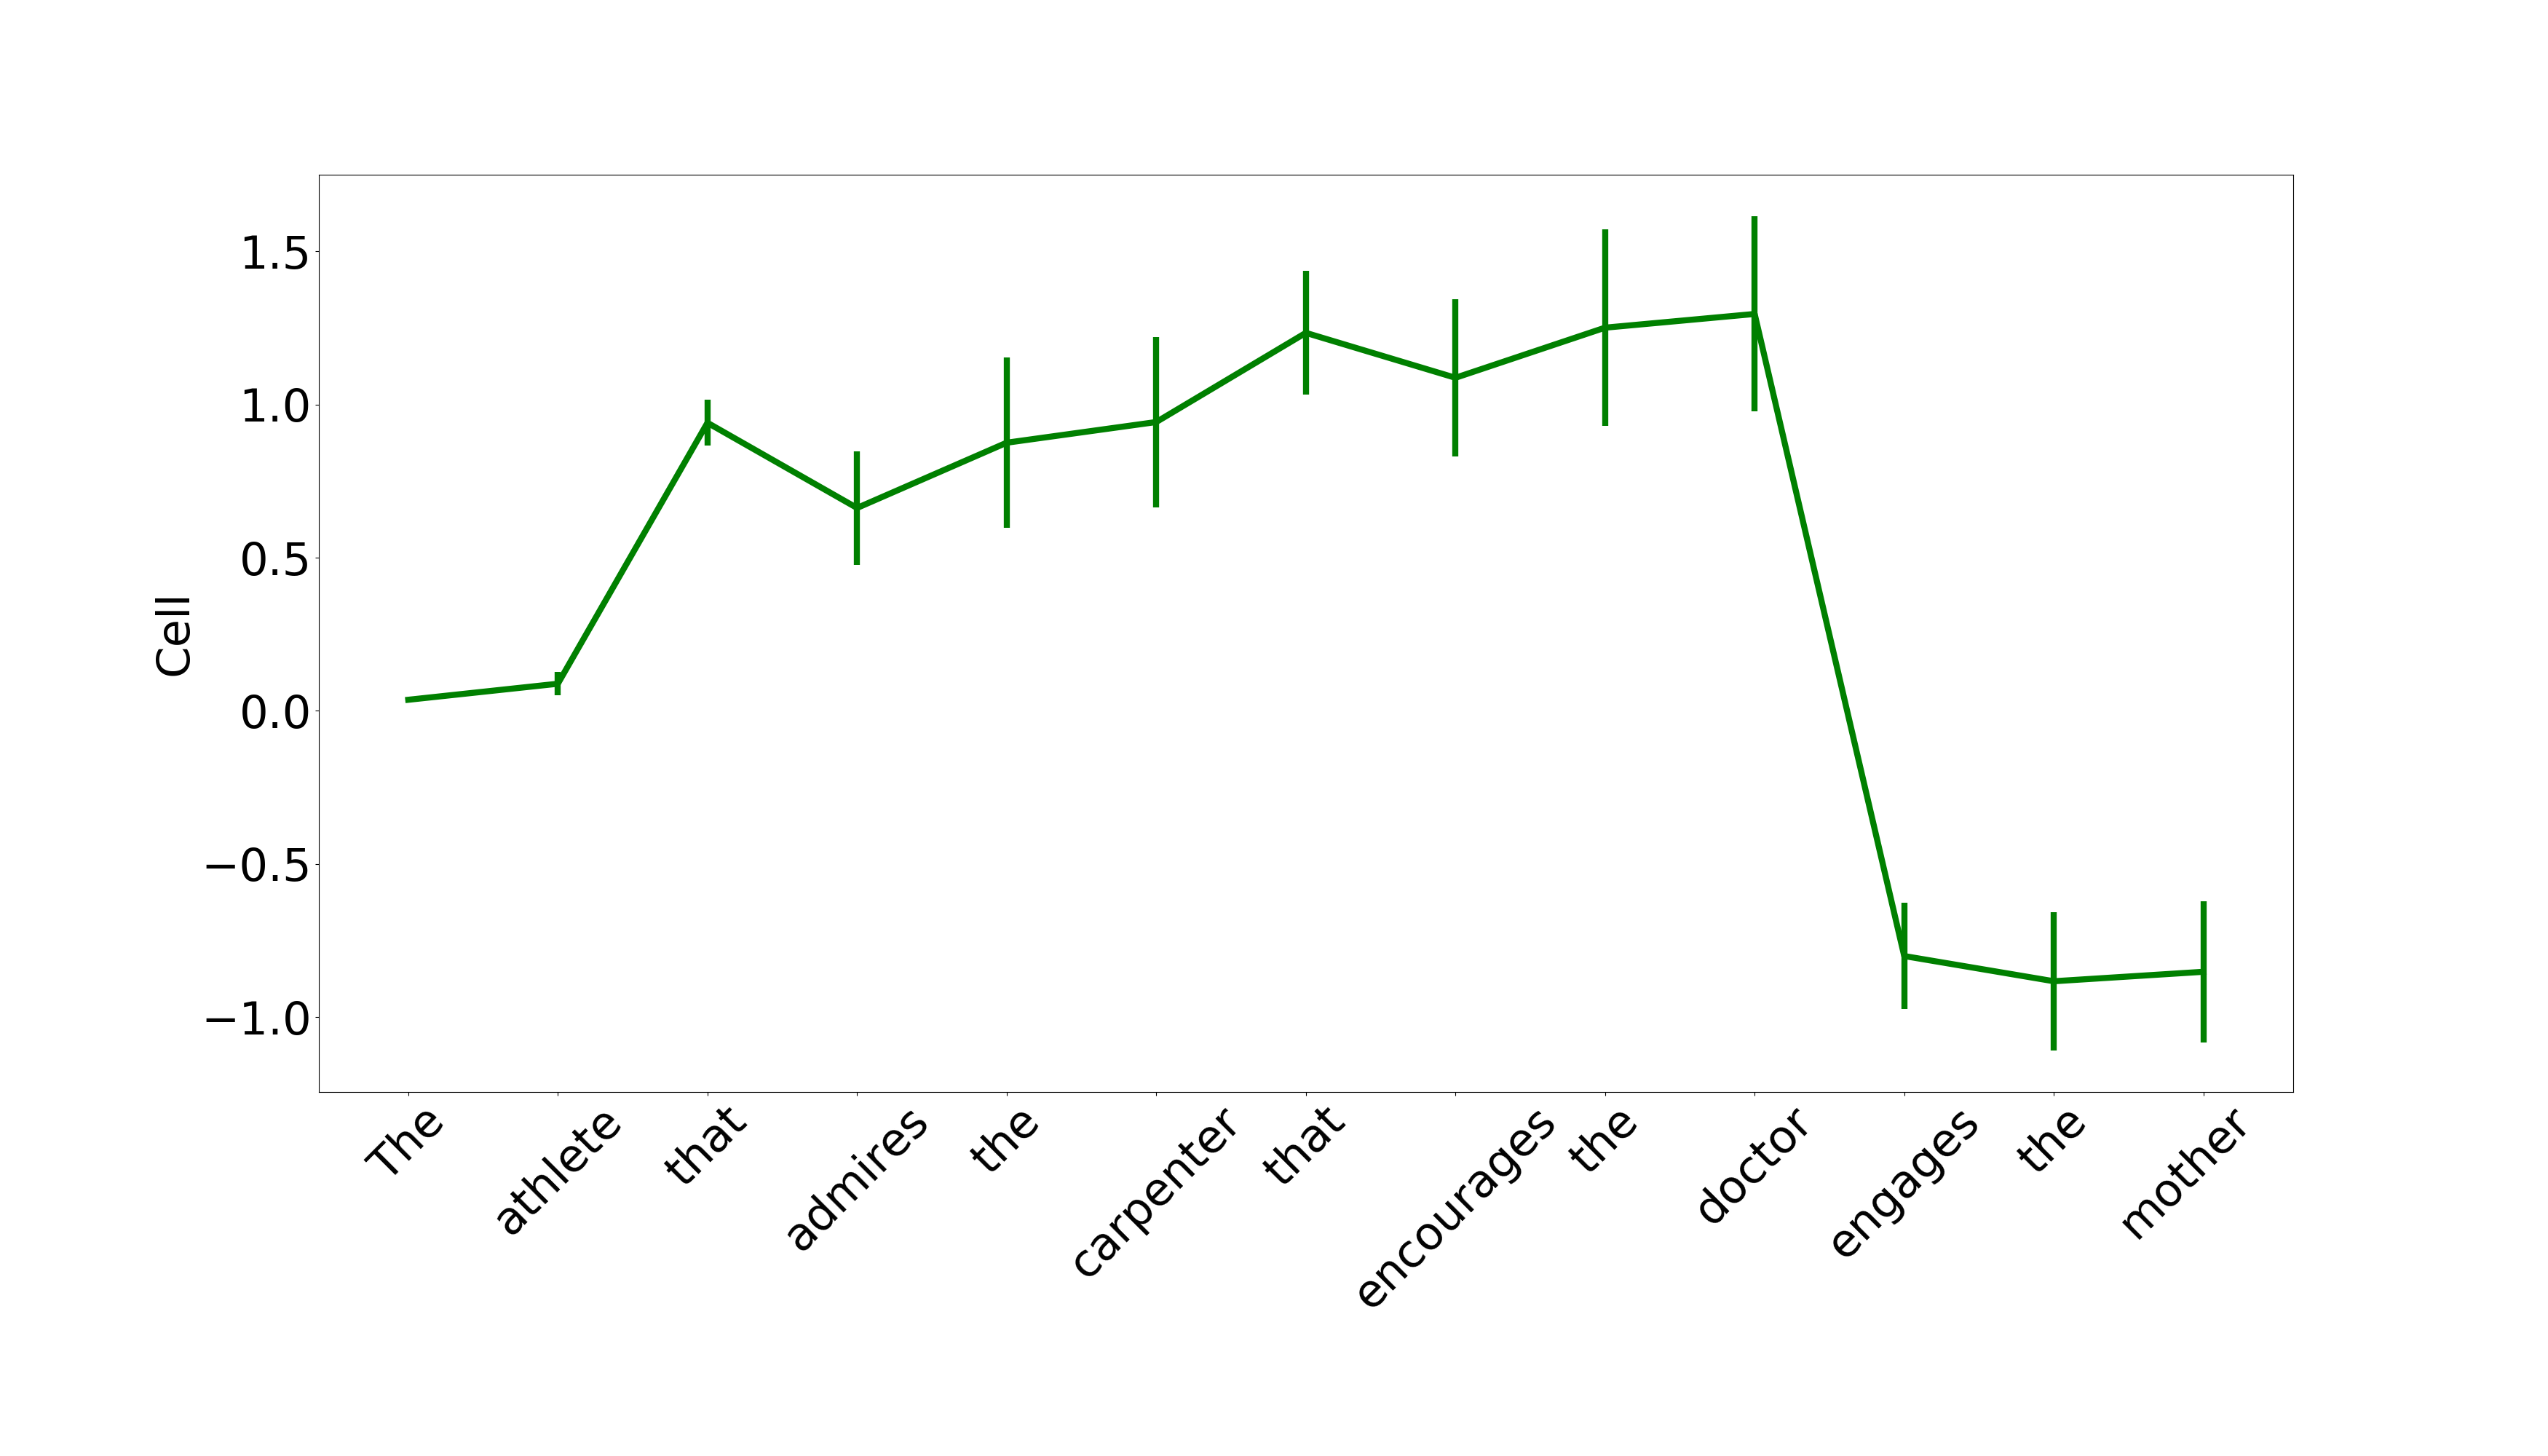 1.5
1.0
0.5
0.0
−0.5
−1.0
Cell
The
athlete
that
admires
the
carpenter
that
encourages
the
doctor
engages
the
mother